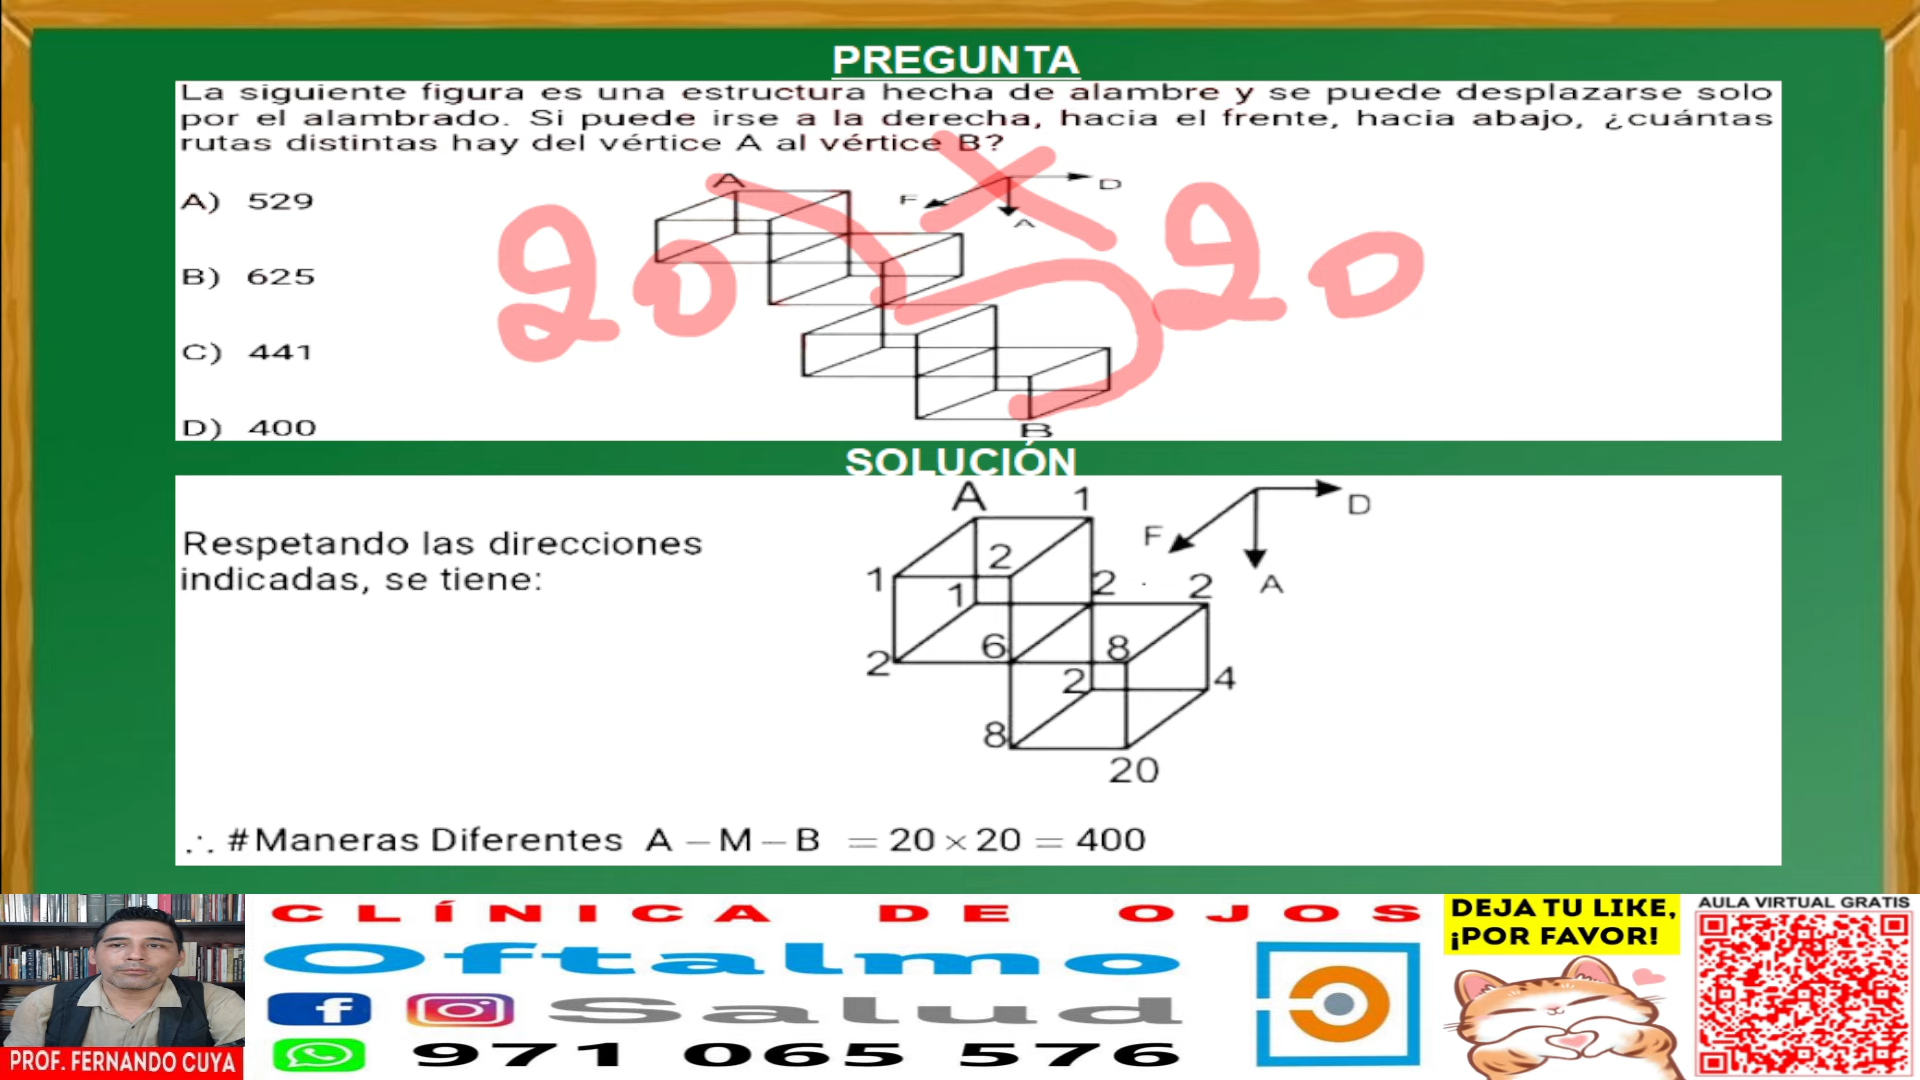 PREGUNTA
La siguiente figura es una estructura hecha de alambre y se puede desplazarse solo
por el alambrado. Si puede irse a la derecha, hacia el frente, hacia abajo, ¿cuántas
rutas distintas hay del vértice A al vértice B?
A) 529
B) 625
C) 441
D) 400
A
F
D
A
B
20 × 20
SOLUCIÓN
Respetando las direcciones
indicadas, se tiene:
A 1
1 2
1 2 2
2 6 8
2 4
8
20
F
D
A
∴ #Maneras Diferentes A – M – B = 20 × 20 = 400
PROF. FERNANDO CUYA
CLÍNICA DE OJOS
Oftalmo
Salud
971 065 576
DEJA TU LIKE,
¡POR FAVOR!
AULA VIRTUAL GRATIS